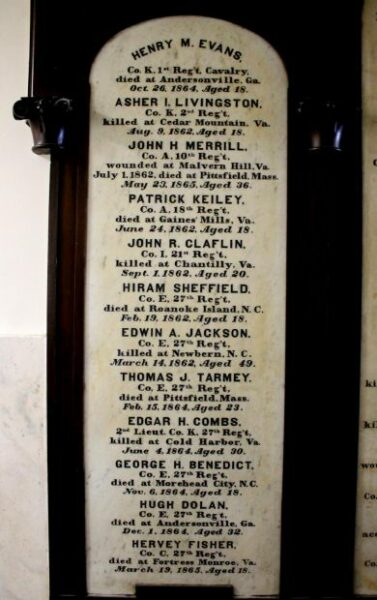 HENRY M. EVANS,
Co. K. 1st Reg't. Cavalry,
died at Andersonville, Ga.
Oct. 26, 1864, Aged 18.
ASHER I. LIVINGSTON,
Co. K. 2nd Reg't,
killed at Cedar Mountain, Va.
Aug. 9, 1862, Aged 18.
JOHN H MERRILL,
Co. A. 10th Reg't,
wounded at Malvern Hill, Va.
July 1, 1862, died at Pittsfield, Mass.
May 23, 1865, Aged 36.
PATRICK KEILEY,
Co. A. 18th Reg't,
died at Gaines' Mills, Va.
June 24, 1862, Aged 18.
JOHN R. CLAFLIN,
Co. I. 21st Reg't,
killed at Chantilly, Va.
Sept. 1, 1862, Aged 20.
HIRAM SHEFFIELD,
Co. E. 27th Reg't,
died at Roanoke Island, N. C.
Feb. 19, 1862, Aged 18.
EDWIN A. JACKSON,
Co. E. 27th Reg't,
killed at Newbern, N. C.
March 14, 1862, Aged 49.
THOMAS J. TARMEY,
Co. E. 27th Reg't,
died at Pittsfield, Mass.
Feb. 15, 1864, Aged 23.
EDGAR H. COMBS,
2nd Lieut. Co. K. 27th Reg't,
killed at Cold Harbor, Va.
June 4, 1864, Aged 30.
GEORGE H. BENEDICT,
Co. E. 27th Reg't,
died at Morehead City, N.C.
Nov. 6, 1864, Aged 18.
HUGH DOLAN,
Co. E. 27th Reg't,
died at Andersonville, Ga.
Dec. 1, 1864, Aged 32.
HERVEY FISHER,
Co. C. 27th Reg't,
died at Fortress Monroe, Va.
March 19, 1865, Aged 18.